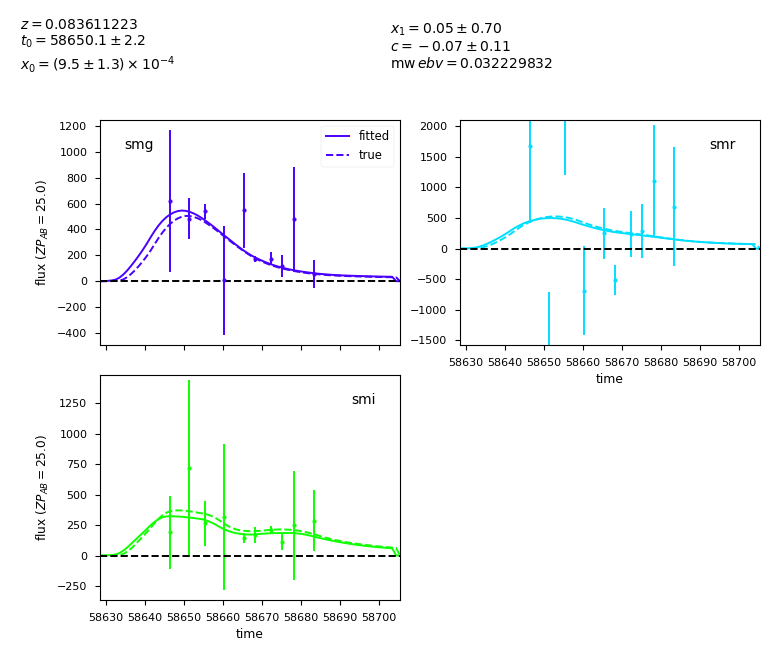 z = 0.083611223
t₀ = 58650.1 ± 2.2
x₀ = (9.5 ± 1.3) × 10⁻⁴
x₁ = 0.05 ± 0.70
c = −0.07 ± 0.11
mw ebv = 0.032229832
smg
fitted
true
1200
1000
800
600
400
200
0
−200
−400
flux (ZP_AB = 25.0)
smr
2000
1500
1000
500
0
−500
−1000
−1500
58630 58640 58650 58660 58670 58680 58690 58700
time
smi
1250
1000
750
500
250
0
−250
flux (ZP_AB = 25.0)
58630 58640 58650 58660 58670 58680 58690 58700
time